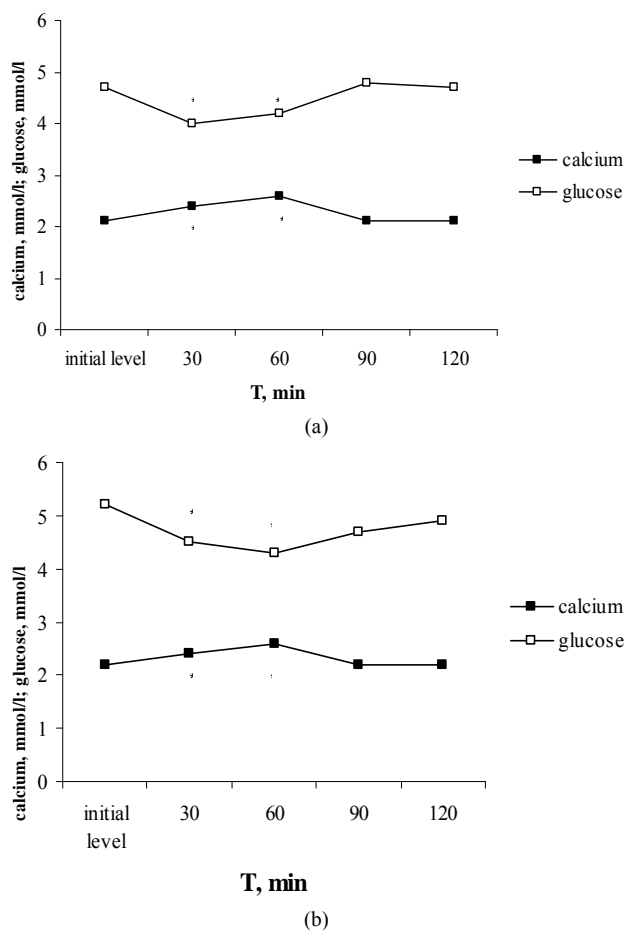 6
5
4
3
2
1
0
calcium, mmol/l; glucose, mmol/l
* *
* *
calcium
glucose
initial level 30 60 90 120
T, min
(a)
6
5
4
3
2
1
0
calcium, mmol/l; glucose, mmol/l
*
*
calcium
glucose
initial
level
30 60 90 120
T, min
(b)